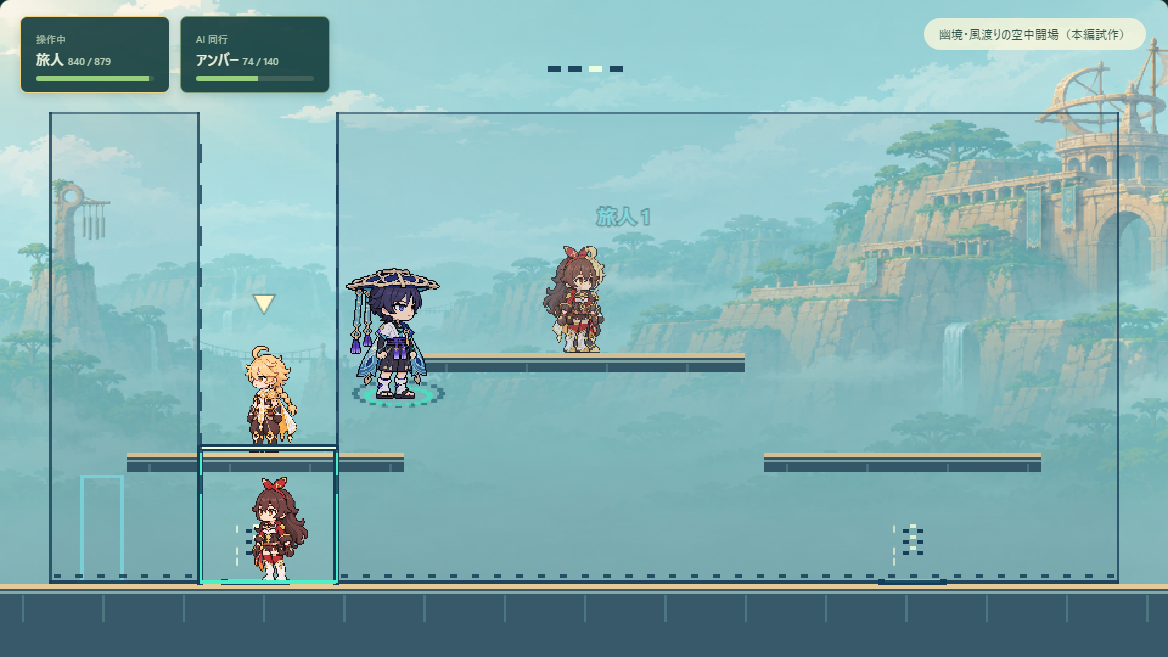 操作中
旅人 840 / 879
AI 同行
アンバー 74 / 140
幽境・風渡りの空中闘場（本編試作）
旅人 1